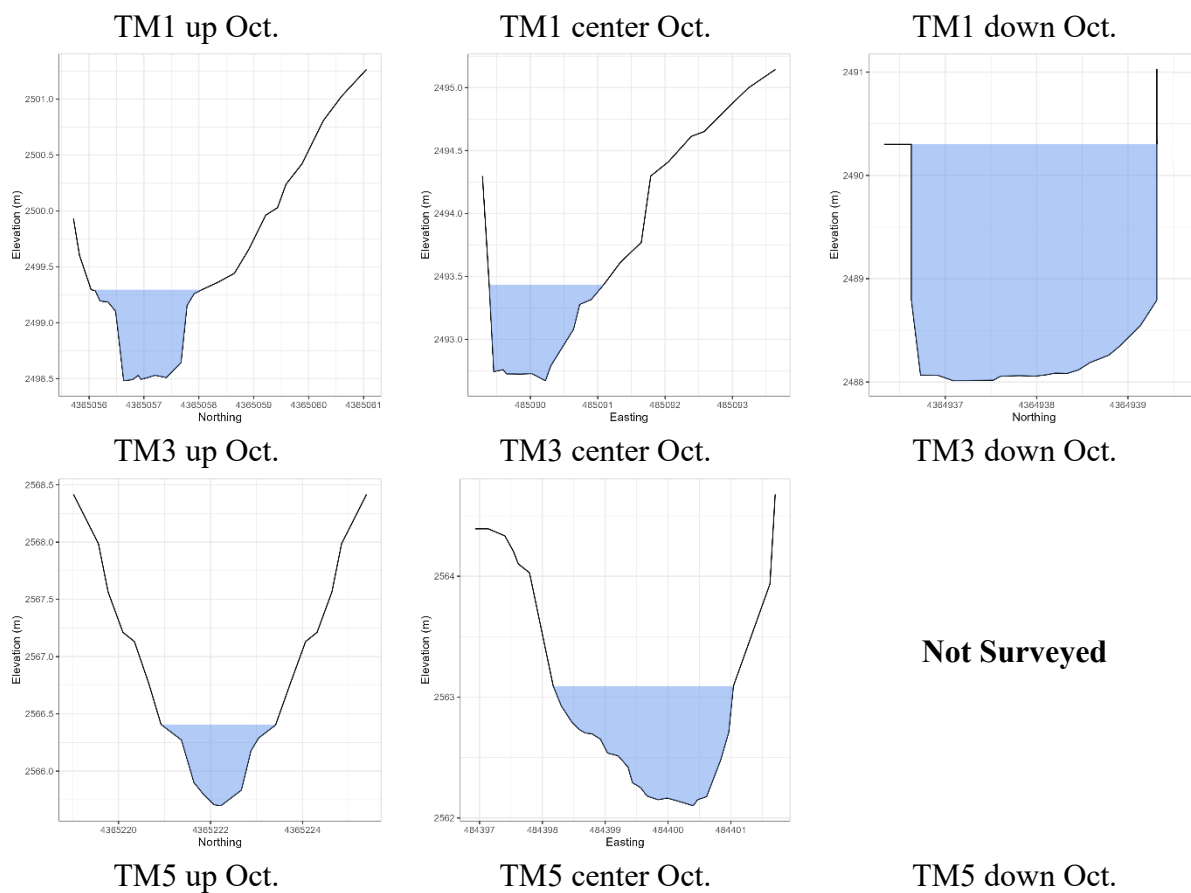 TM1 up Oct. TM1 center Oct. TM1 down Oct.
2501.0
2500.5
2500.0
2499.5
2499.0
2498.5
Elevation (m)
4365056 4365057 4365058 4365059 4365060 4365061
Northing
2495.0
2494.5
2494.0
2493.5
2493.0
Elevation (m)
485090 485091 485092 485093
Easting
2491
2490
2489
2488
Elevation (m)
4364937 4364938 4364939
Northing
TM3 up Oct. TM3 center Oct. TM3 down Oct.
2568.5
2568.0
2567.5
2567.0
2566.5
2566.0
Elevation (m)
4365220 4365222 4365224
Northing
2564
2563
2562
Elevation (m)
484397 484398 484399 484400 484401
Easting
Not Surveyed
TM5 up Oct. TM5 center Oct. TM5 down Oct.